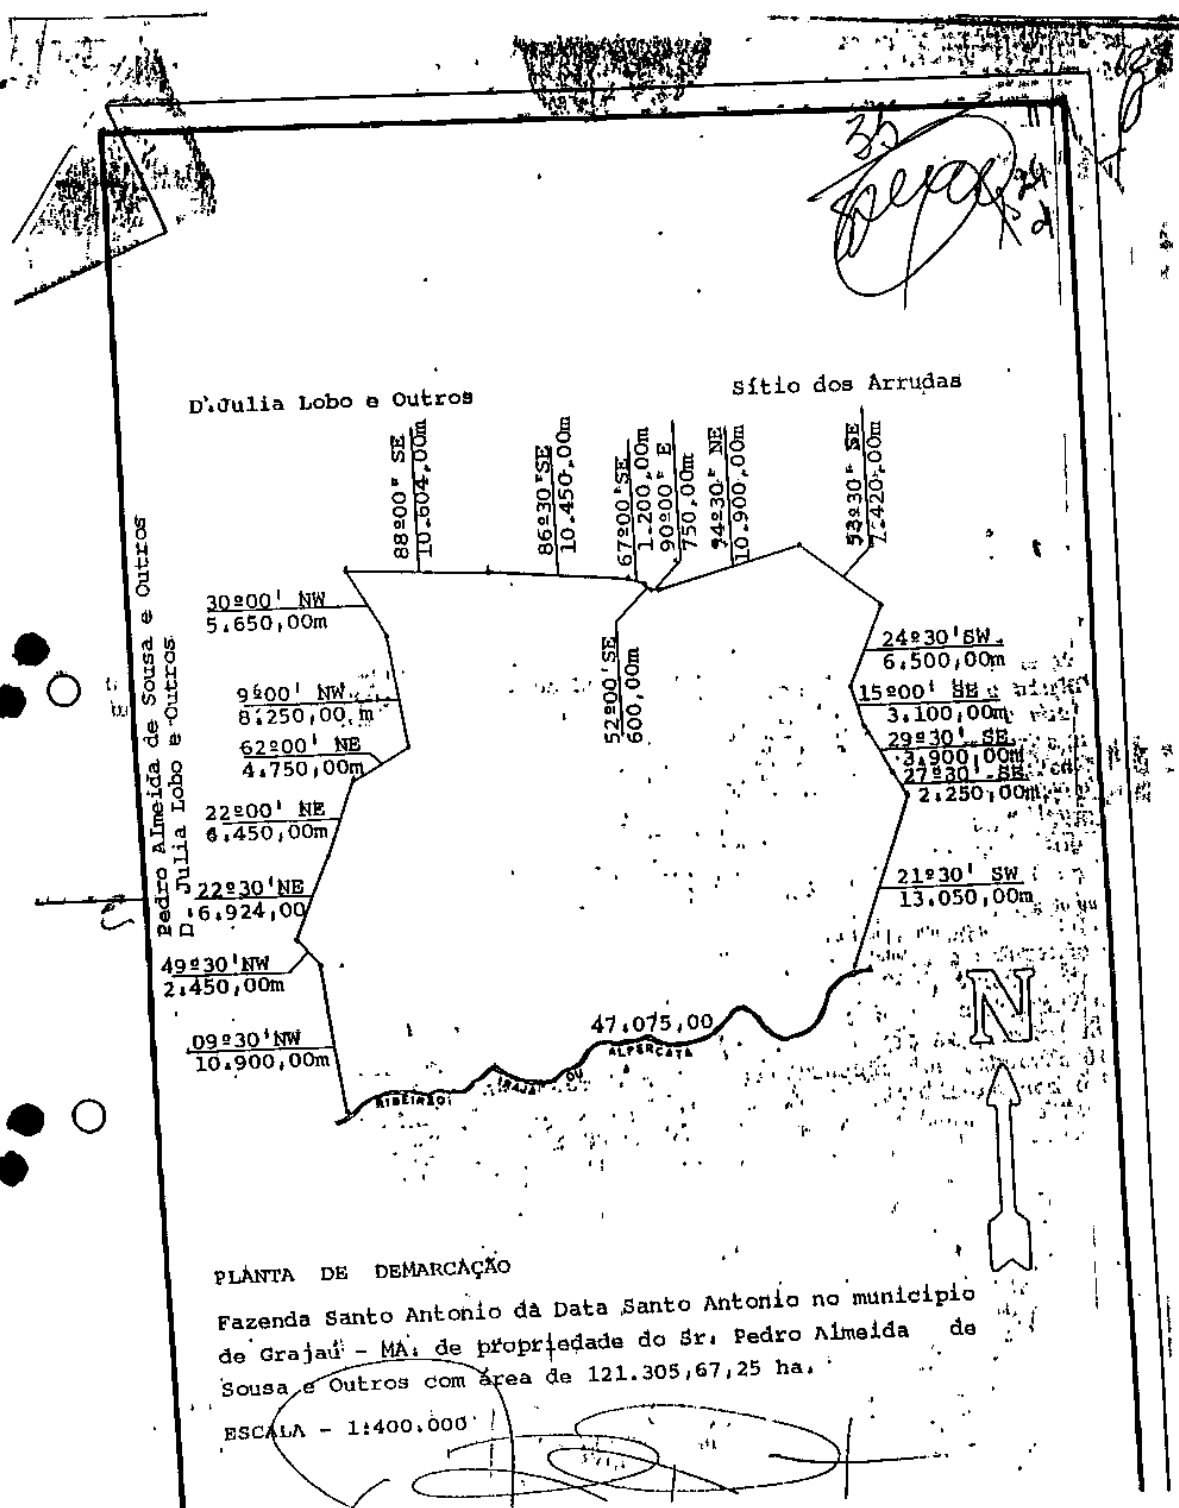 35
D.Julia Lobo e Outros
Sítio dos Arrudas
88º00' SE
10.604,00m
86º30'SE
10.450,00m
67º00'SE
1.200,00m
90º00' E
750,00m
74º30' NE
10.900,00m
53º30' SE
7.420,00m
Pedro Almeida de Sousa e Outros
D. Julia Lobo e Outros
30º00' NW
5.650,00m
9º00' NW
8.250,00 m
62º00' NE
4.750,00m
22º00' NE
6.450,00m
22º30'NE
6.924,00
49º30'NW
2.450,00m
09º30'NW
10.900,00m
52º00'SE
600,00m
24º30'SW
6.500,00m
15º00' SE
3.100,00m
29º30' SE
3.900,00m
27º30' SE
2.250,00m
21º30' SW
13.050,00m
N
47.075,00
RIBEIRÃO
OU
ALPERCATA
PLANTA DE DEMARCAÇÃO
Fazenda Santo Antonio da Data Santo Antonio no municipio
de Grajaú - MA. de propriedade do Sr. Pedro Almeida de
Sousa e Outros com área de 121.305,67,25 ha.
ESCALA - 1:400.000